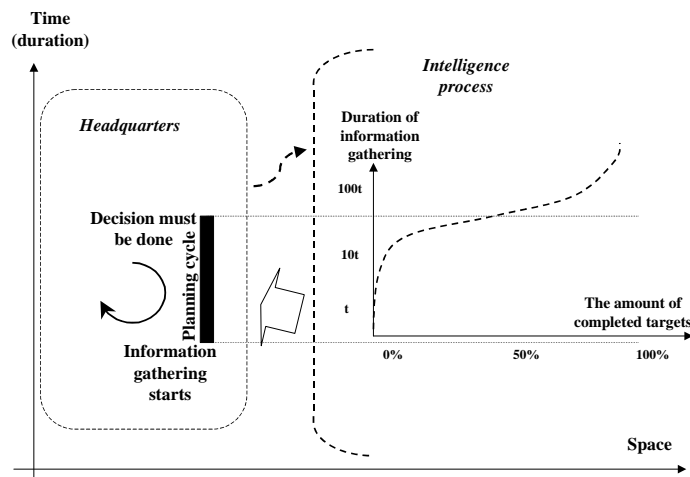 Time
(duration)
Intelligence
process
Headquarters
Duration of
information
gathering
100t
Decision must
be done
Planning cycle
10t
t
The amount of
completed targets
Information
gathering
starts
0%
50%
100%
Space